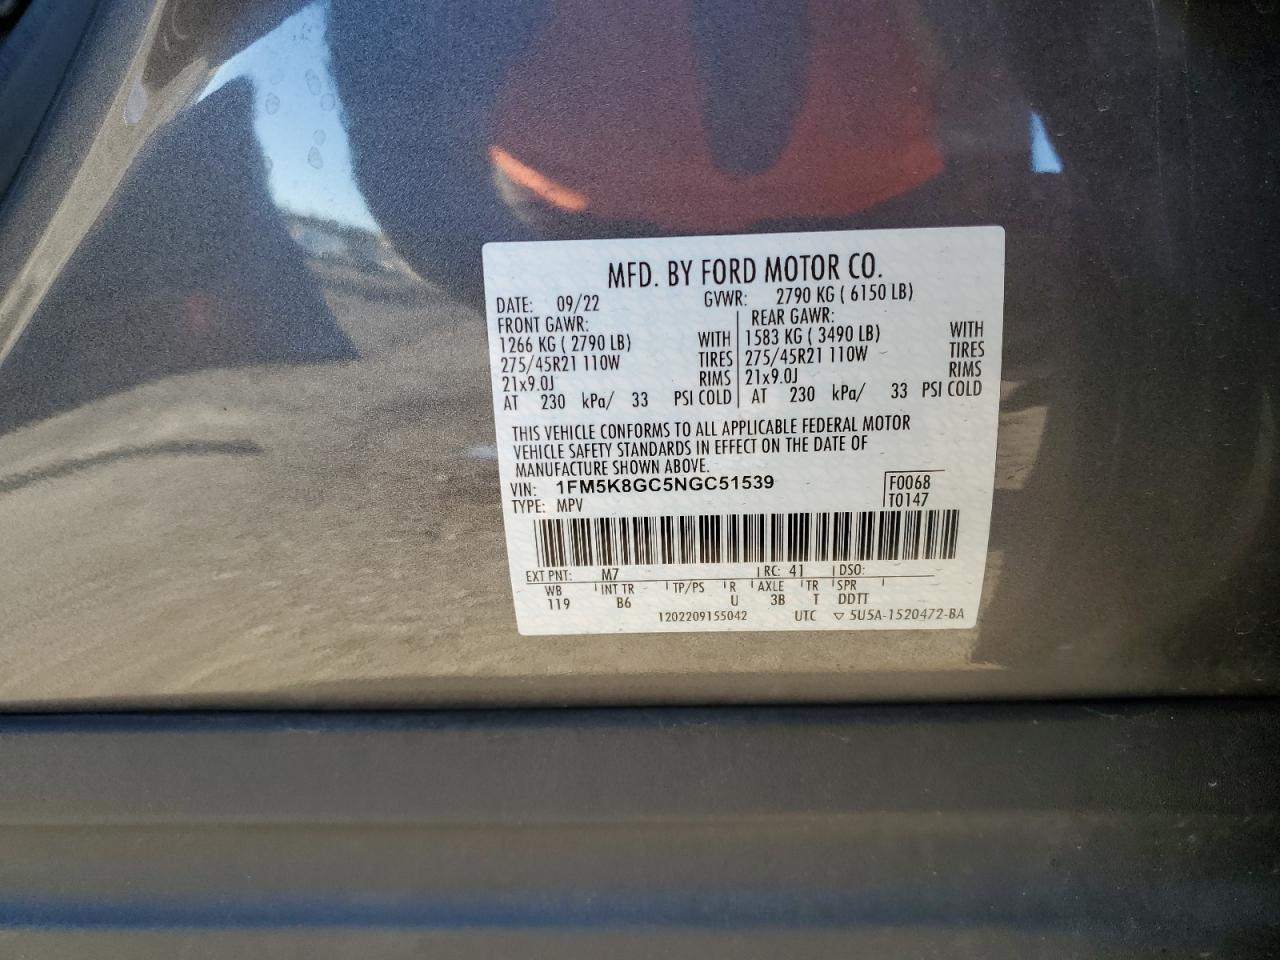 MFD. BY FORD MOTOR CO.
DATE: 09/22 GVWR: 2790 KG ( 6150 LB)
FRONT GAWR: REAR GAWR:
1266 KG ( 2790 LB) WITH 1583 KG ( 3490 LB) WITH
275/45R21 110W TIRES 275/45R21 110W TIRES
21x9.0J RIMS 21x9.0J RIMS
AT 230 kPa/ 33 PSI COLD AT 230 kPa/ 33 PSI COLD
THIS VEHICLE CONFORMS TO ALL APPLICABLE FEDERAL MOTOR
VEHICLE SAFETY STANDARDS IN EFFECT ON THE DATE OF
MANUFACTURE SHOWN ABOVE.
VIN: 1FM5K8GC5NGC51539 F0068
TYPE: MPV T0147
EXT PNT: M7 RC: 41 DSO:
WB INT TR TP/PS R AXLE TR SPR
119 B6 U 3B T DDTT
1202209155042 UTC ▽ 5U5A-1520472-BA